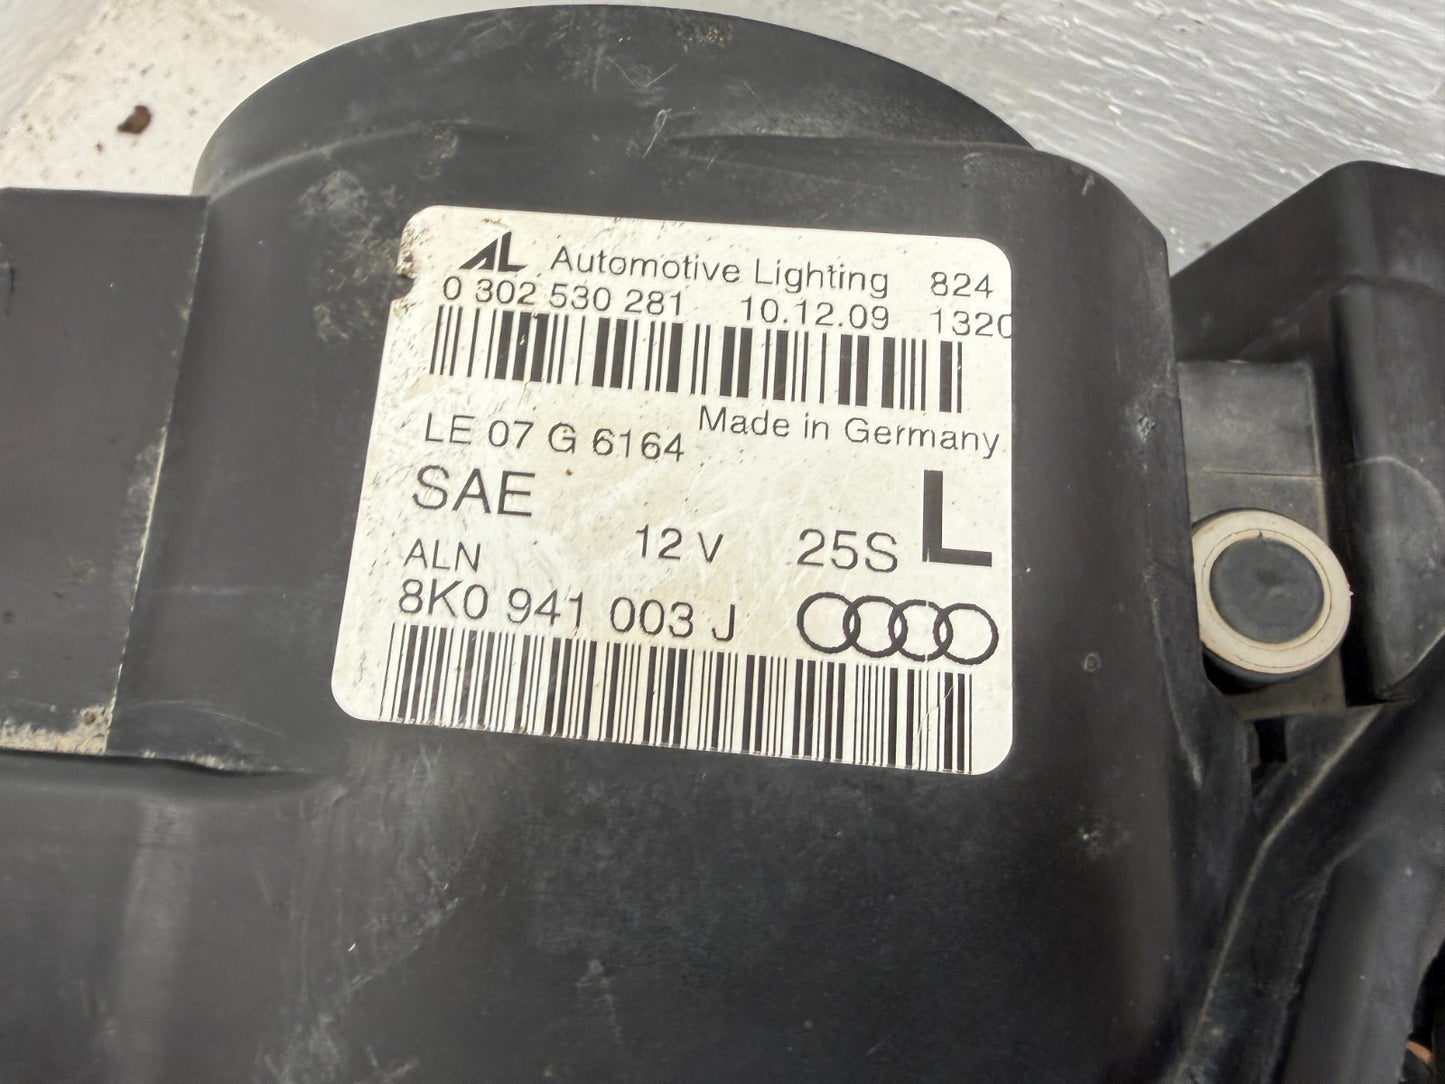 AL Automotive Lighting 824
0 302 530 281 10.12.09 1320
Made in Germany
LE 07 G 6164
SAE L
12 V 25S
ALN
8K0 941 003 J